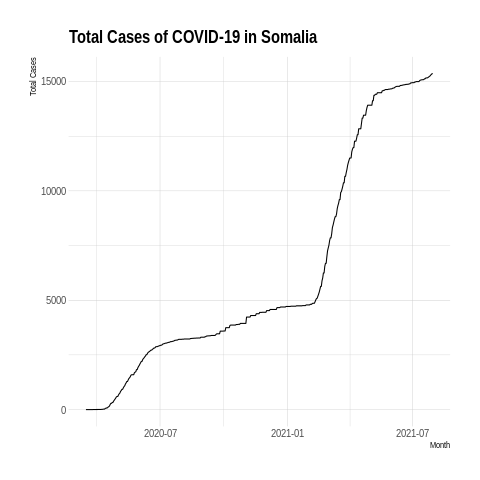 Total Cases of COVID-19 in Somalia
Total Cases
15000
10000
5000
0
2020-07
2021-01
2021-07
Month